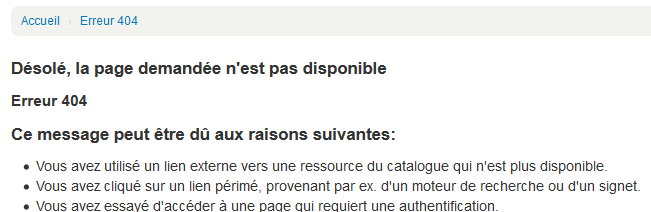 Accueil › Erreur 404
Désolé, la page demandée n'est pas disponible
Erreur 404
Ce message peut être dû aux raisons suivantes:
• Vous avez utilisé un lien externe vers une ressource du catalogue qui n'est plus disponible.
• Vous avez cliqué sur un lien périmé, provenant par ex. d'un moteur de recherche ou d'un signet.
• Vous avez essayé d'accéder à une page qui requiert une authentification.